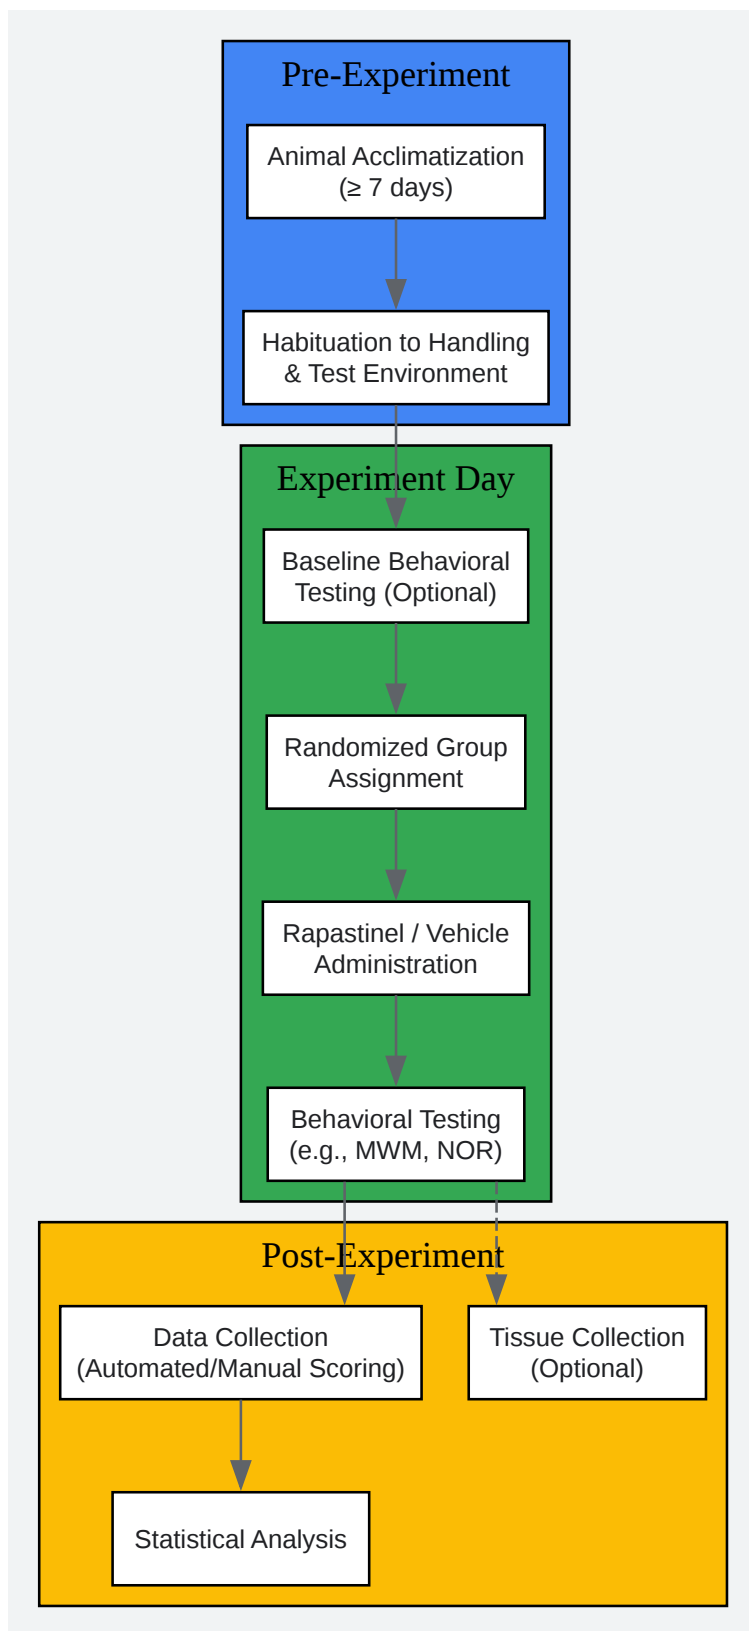 Pre-Experiment
Animal Acclimatization
(≥ 7 days)
Habituation to Handling
& Test Environment
Experiment Day
Baseline Behavioral
Testing (Optional)
Randomized Group
Assignment
Rapastinel / Vehicle
Administration
Behavioral Testing
(e.g., MWM, NOR)
Post-Experiment
Data Collection
(Automated/Manual Scoring)
Tissue Collection
(Optional)
Statistical Analysis